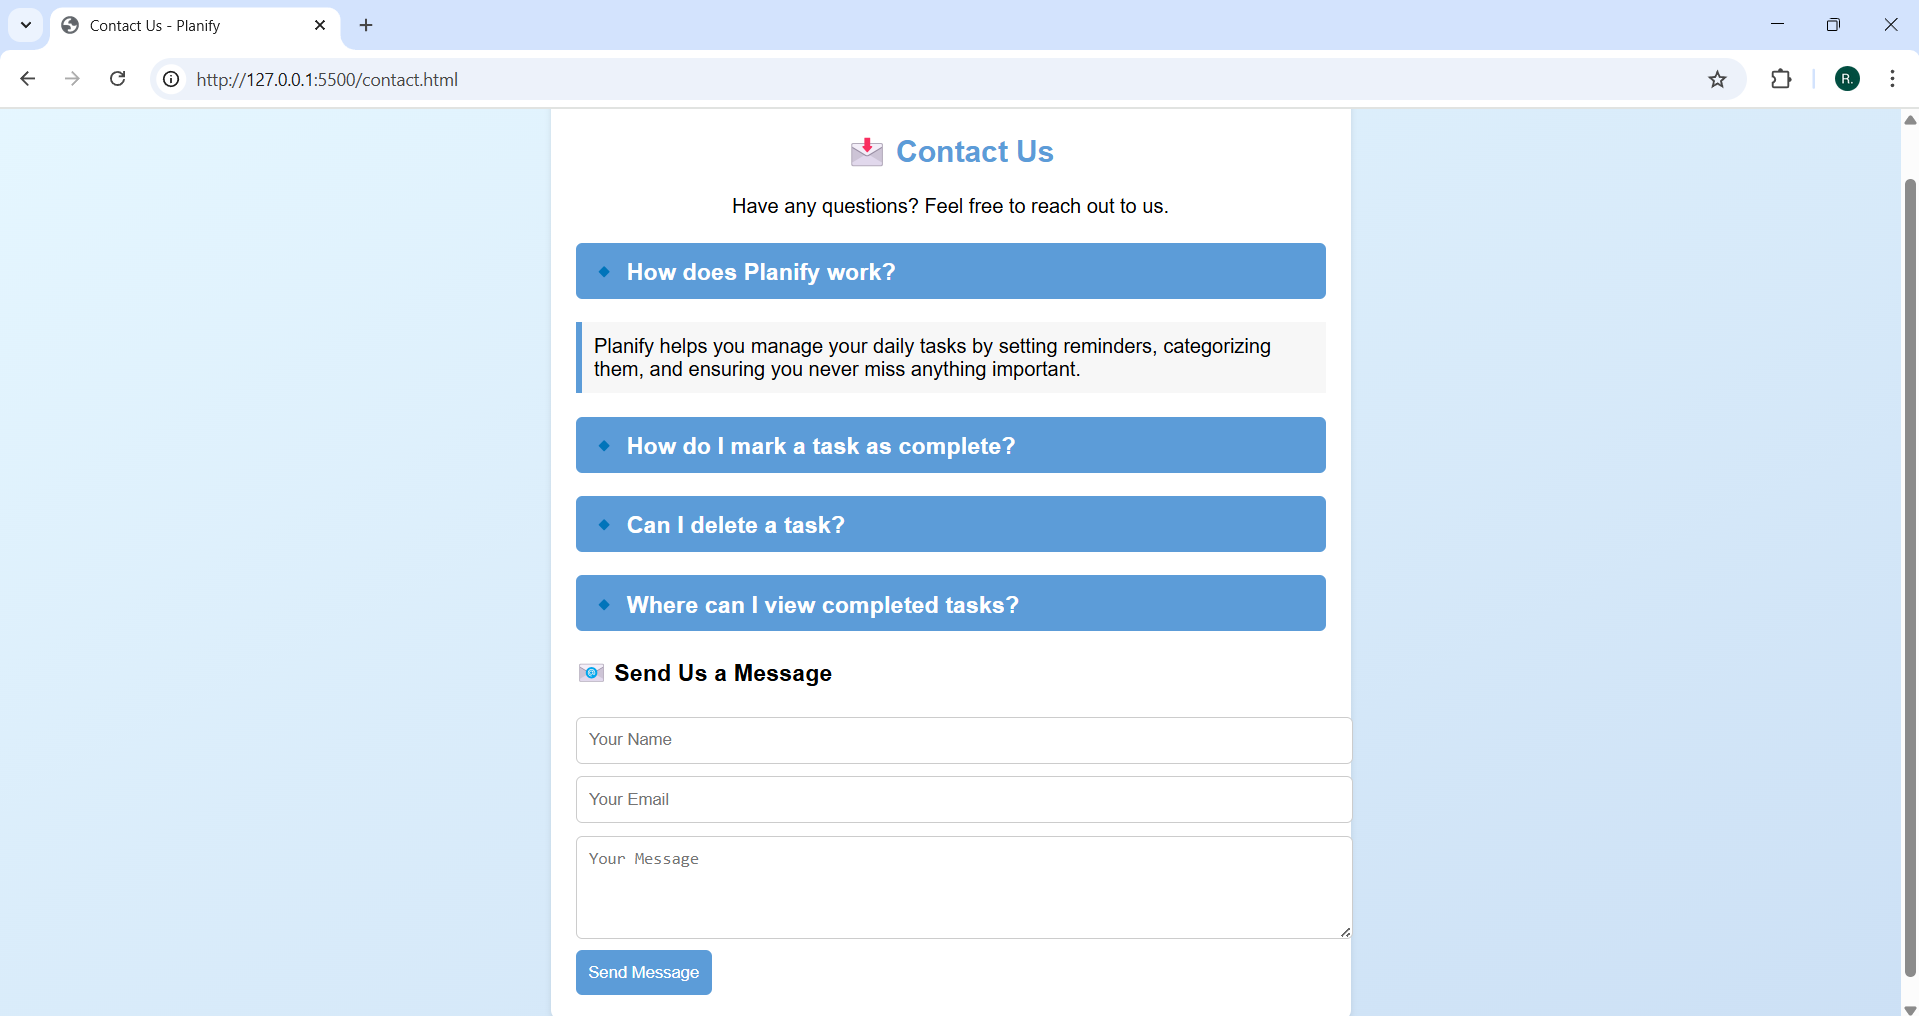 Contact Us - Planify
http://127.0.0.1:5500/contact.html
R.
Contact Us
Have any questions? Feel free to reach out to us.
How does Planify work?
Planify helps you manage your daily tasks by setting reminders, categorizing
them, and ensuring you never miss anything important.
How do I mark a task as complete?
Can I delete a task?
Where can I view completed tasks?
Send Us a Message
Your Name
Your Email
Your Message
Send Message